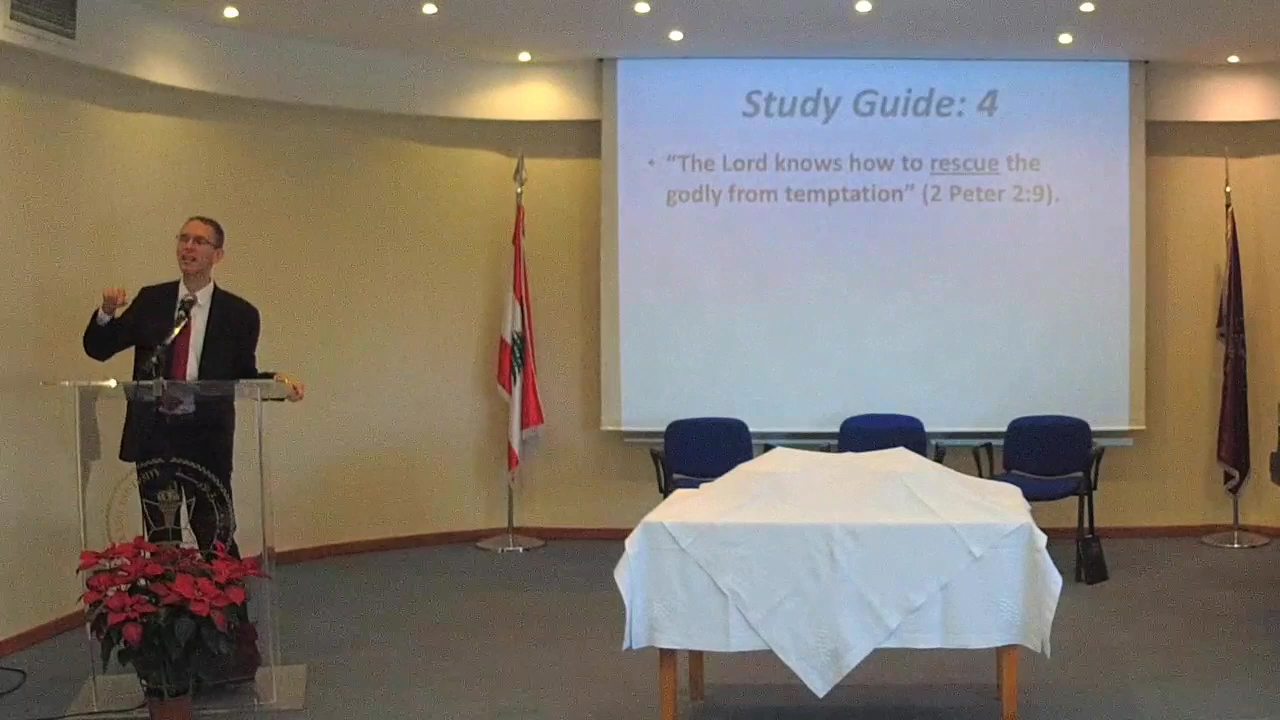 Study Guide: 4
• “The Lord knows how to rescue the
godly from temptation” (2 Peter 2:9).